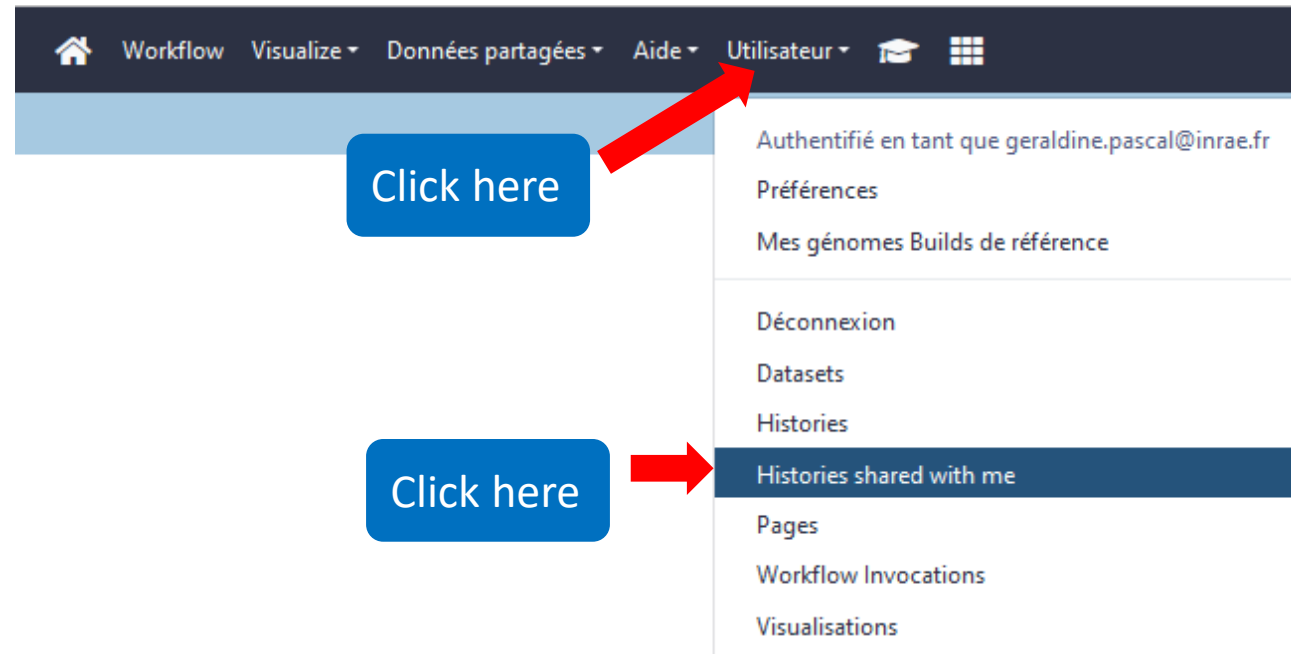 Workflow Visualize Données partagées Aide Utilisateur
Click here
Authentifié en tant que geraldine.pascal@inrae.fr
Préférences
Mes génomes Builds de référence
Déconnexion
Datasets
Histories
Click here
Histories shared with me
Pages
Workflow Invocations
Visualisations